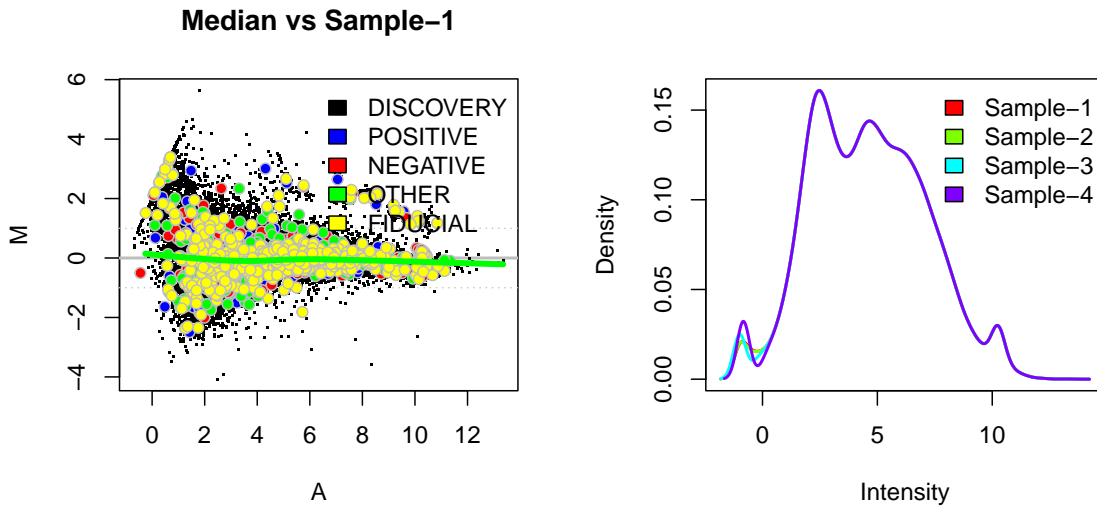 Median vs Sample−1
M
6
4
2
0
−2
−4
DISCOVERY
POSITIVE
NEGATIVE
OTHER
FIDUCIAL
0 2 4 6 8 10 12
A
Density
0.15
0.10
0.05
0.00
Sample−1
Sample−2
Sample−3
Sample−4
0 5 10
Intensity